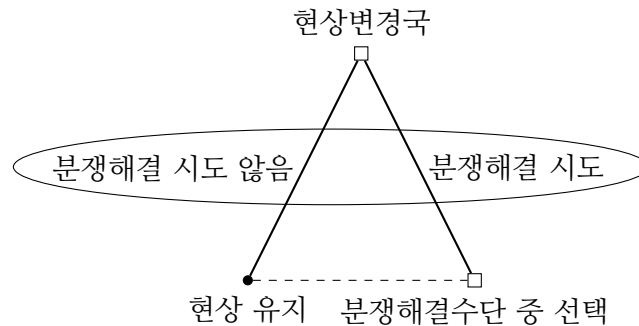 현상변경국
분쟁해결 시도 않음 분쟁해결 시도
현상 유지 분쟁해결수단 중 선택